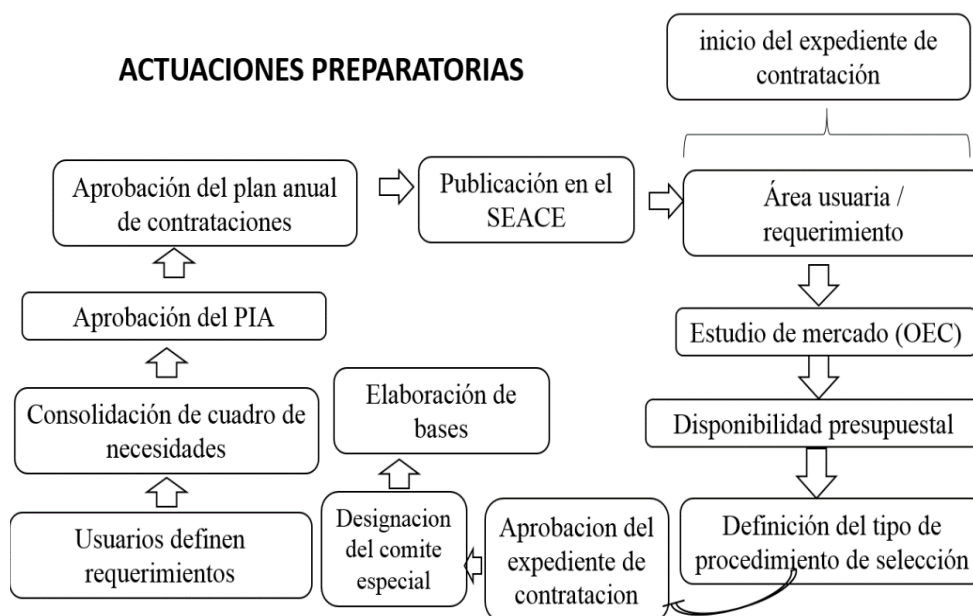 ACTUACIONES PREPARATORIAS
inicio del expediente de
contratación
Aprobación del plan anual
de contrataciones
Publicación en el
SEACE
Área usuaria /
requerimiento
Aprobación del PIA
Estudio de mercado (OEC)
Consolidación de cuadro de
necesidades
Elaboración de
bases
Disponibilidad presupuestal
Usuarios definen
requerimientos
Designacion
del comite
especial
Aprobacion del
expediente de
contratacion
Definición del tipo de
procedimiento de selección